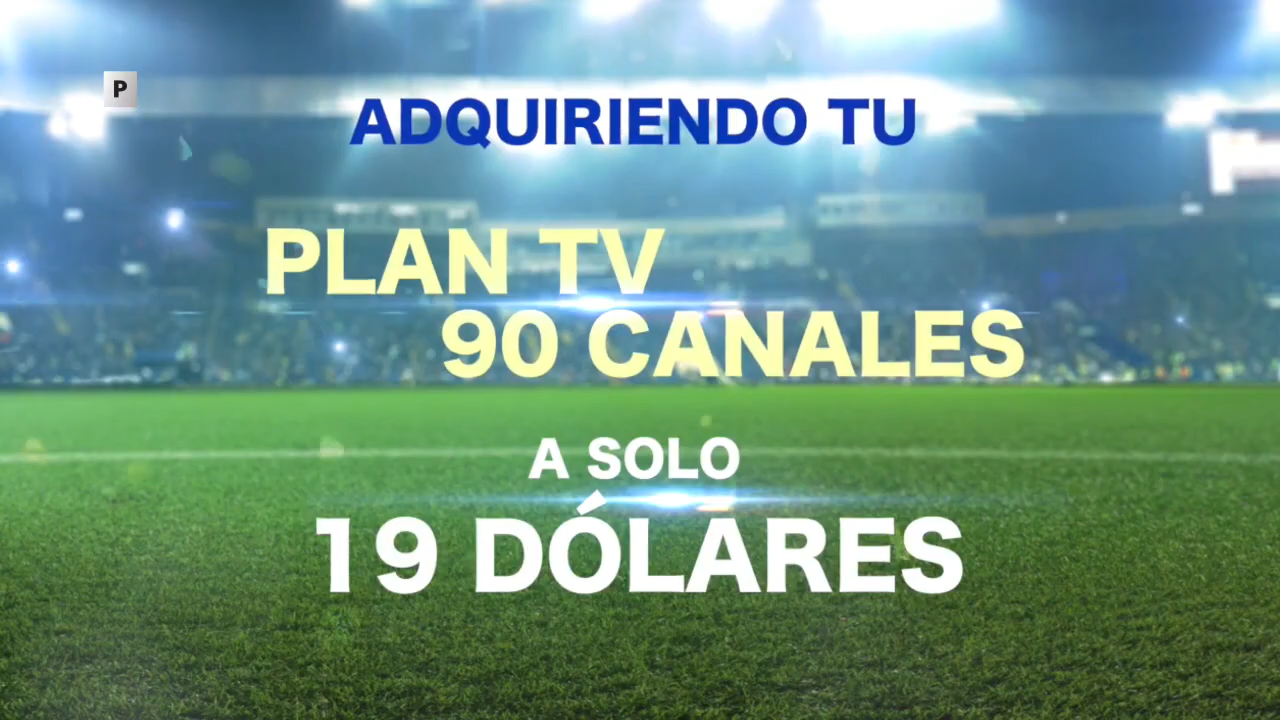 P
ADQUIRIENDO TU
PLAN TV
90 CANALES
A SOLO
19 DÓLARES